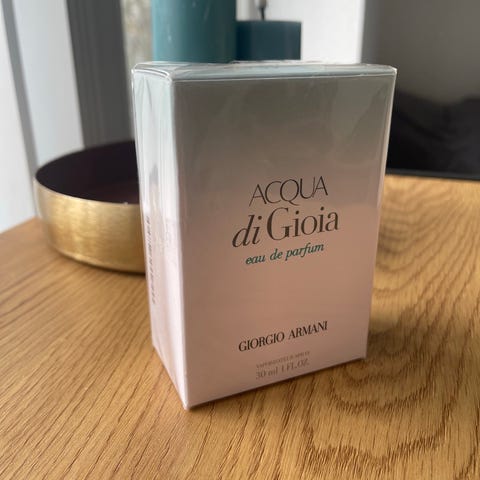 ACQUA
di Gioia
eau de parfum
GIORGIO ARMANI
VAPORISATEUR SPRAY
30 ml 1 FL.OZ.